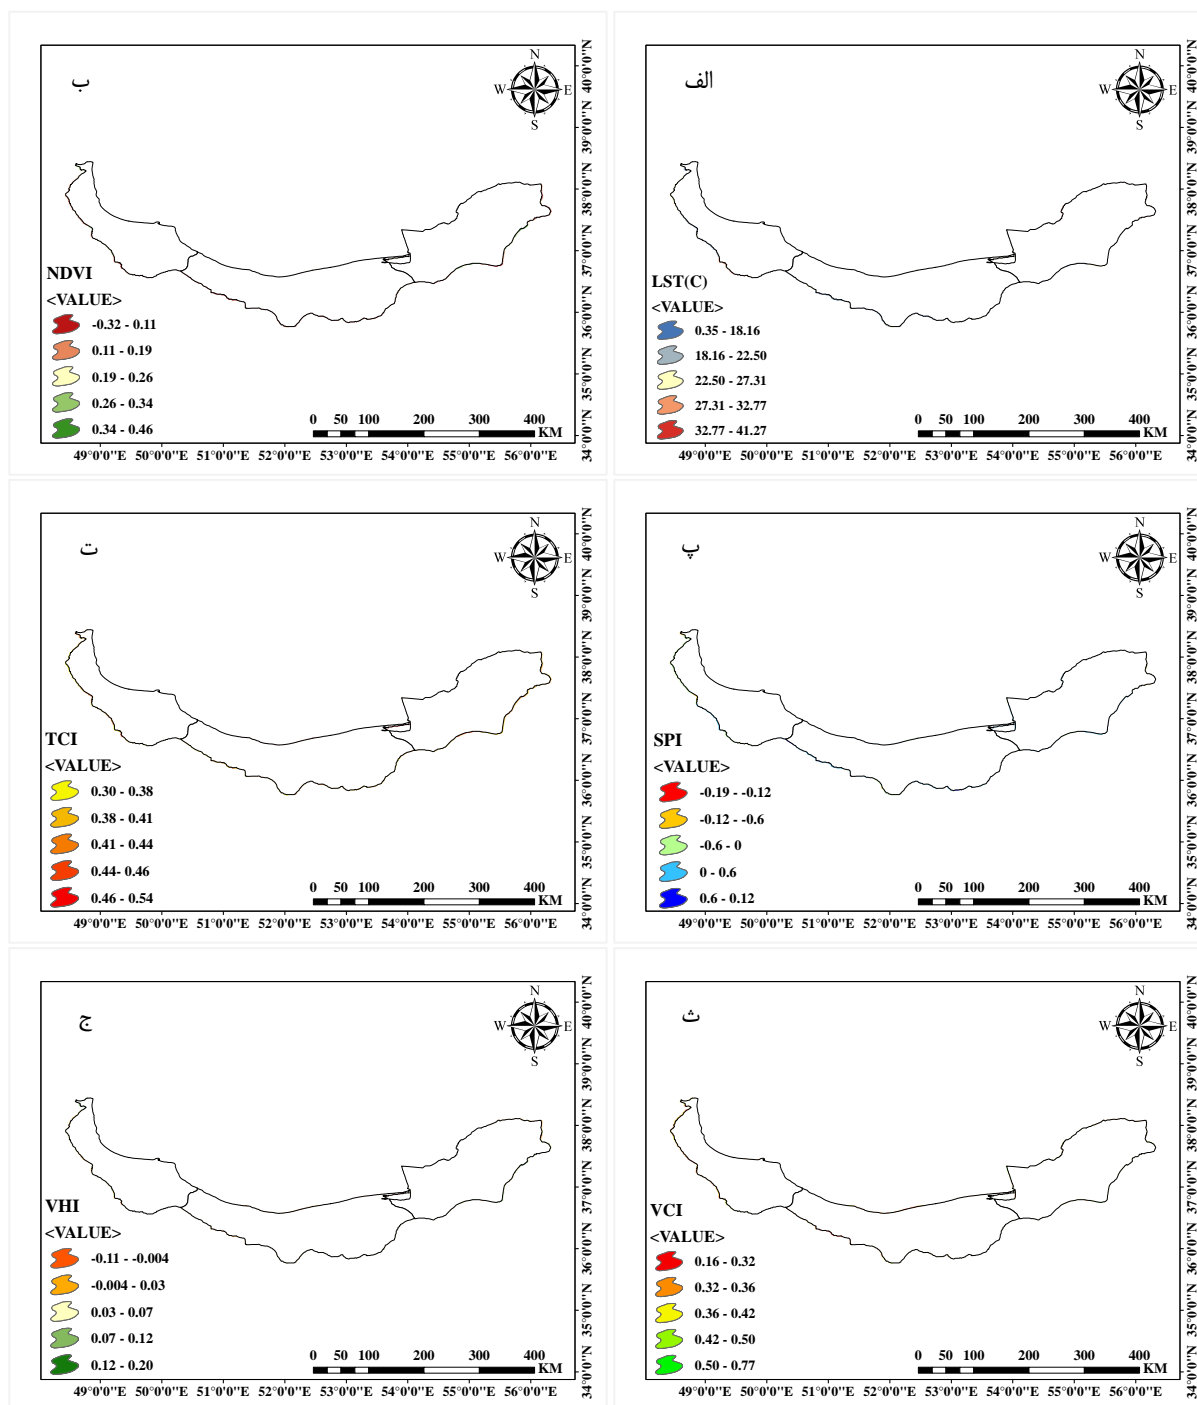 الف
N
W E
S
LST(C)
<VALUE>
0.35 - 18.16
18.16 - 22.50
22.50 - 27.31
27.31 - 32.77
32.77 - 41.27
0 50 100 200 300 400
KM
49°0'0"E 50°0'0"E 51°0'0"E 52°0'0"E 53°0'0"E 54°0'0"E 55°0'0"E 56°0'0"E
40°0'0"N
39°0'0"N
38°0'0"N
37°0'0"N
36°0'0"N
35°0'0"N
34°0'0"N
ب
N
W E
S
NDVI
<VALUE>
-0.32 - 0.11
0.11 - 0.19
0.19 - 0.26
0.26 - 0.34
0.34 - 0.46
0 50 100 200 300 400
KM
49°0'0"E 50°0'0"E 51°0'0"E 52°0'0"E 53°0'0"E 54°0'0"E 55°0'0"E 56°0'0"E
40°0'0"N
39°0'0"N
38°0'0"N
37°0'0"N
36°0'0"N
35°0'0"N
34°0'0"N
پ
N
W E
S
SPI
<VALUE>
-0.19 - -0.12
-0.12 - -0.6
-0.6 - 0
0 - 0.6
0.6 - 0.12
0 50 100 200 300 400
KM
49°0'0"E 50°0'0"E 51°0'0"E 52°0'0"E 53°0'0"E 54°0'0"E 55°0'0"E 56°0'0"E
40°0'0"N
39°0'0"N
38°0'0"N
37°0'0"N
36°0'0"N
35°0'0"N
34°0'0"N
ت
N
W E
S
TCI
<VALUE>
0.30 - 0.38
0.38 - 0.41
0.41 - 0.44
0.44- 0.46
0.46 - 0.54
0 50 100 200 300 400
KM
49°0'0"E 50°0'0"E 51°0'0"E 52°0'0"E 53°0'0"E 54°0'0"E 55°0'0"E 56°0'0"E
40°0'0"N
39°0'0"N
38°0'0"N
37°0'0"N
36°0'0"N
35°0'0"N
34°0'0"N
ث
N
W E
S
VCI
<VALUE>
0.16 - 0.32
0.32 - 0.36
0.36 - 0.42
0.42 - 0.50
0.50 - 0.77
0 50 100 200 300 400
KM
49°0'0"E 50°0'0"E 51°0'0"E 52°0'0"E 53°0'0"E 54°0'0"E 55°0'0"E 56°0'0"E
40°0'0"N
39°0'0"N
38°0'0"N
37°0'0"N
36°0'0"N
35°0'0"N
34°0'0"N
ج
N
W E
S
VHI
<VALUE>
-0.11 - -0.004
-0.004 - 0.03
0.03 - 0.07
0.07 - 0.12
0.12 - 0.20
0 50 100 200 300 400
KM
49°0'0"E 50°0'0"E 51°0'0"E 52°0'0"E 53°0'0"E 54°0'0"E 55°0'0"E 56°0'0"E
40°0'0"N
39°0'0"N
38°0'0"N
37°0'0"N
36°0'0"N
35°0'0"N
34°0'0"N